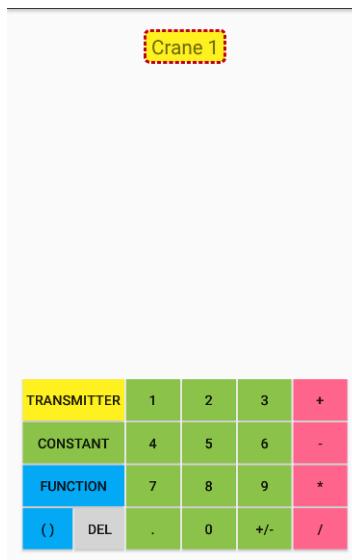 Crane 1
TRANSMITTER 1 2 3 +
CONSTANT 4 5 6 -
FUNCTION 7 8 9 *
( ) DEL . 0 +/- /